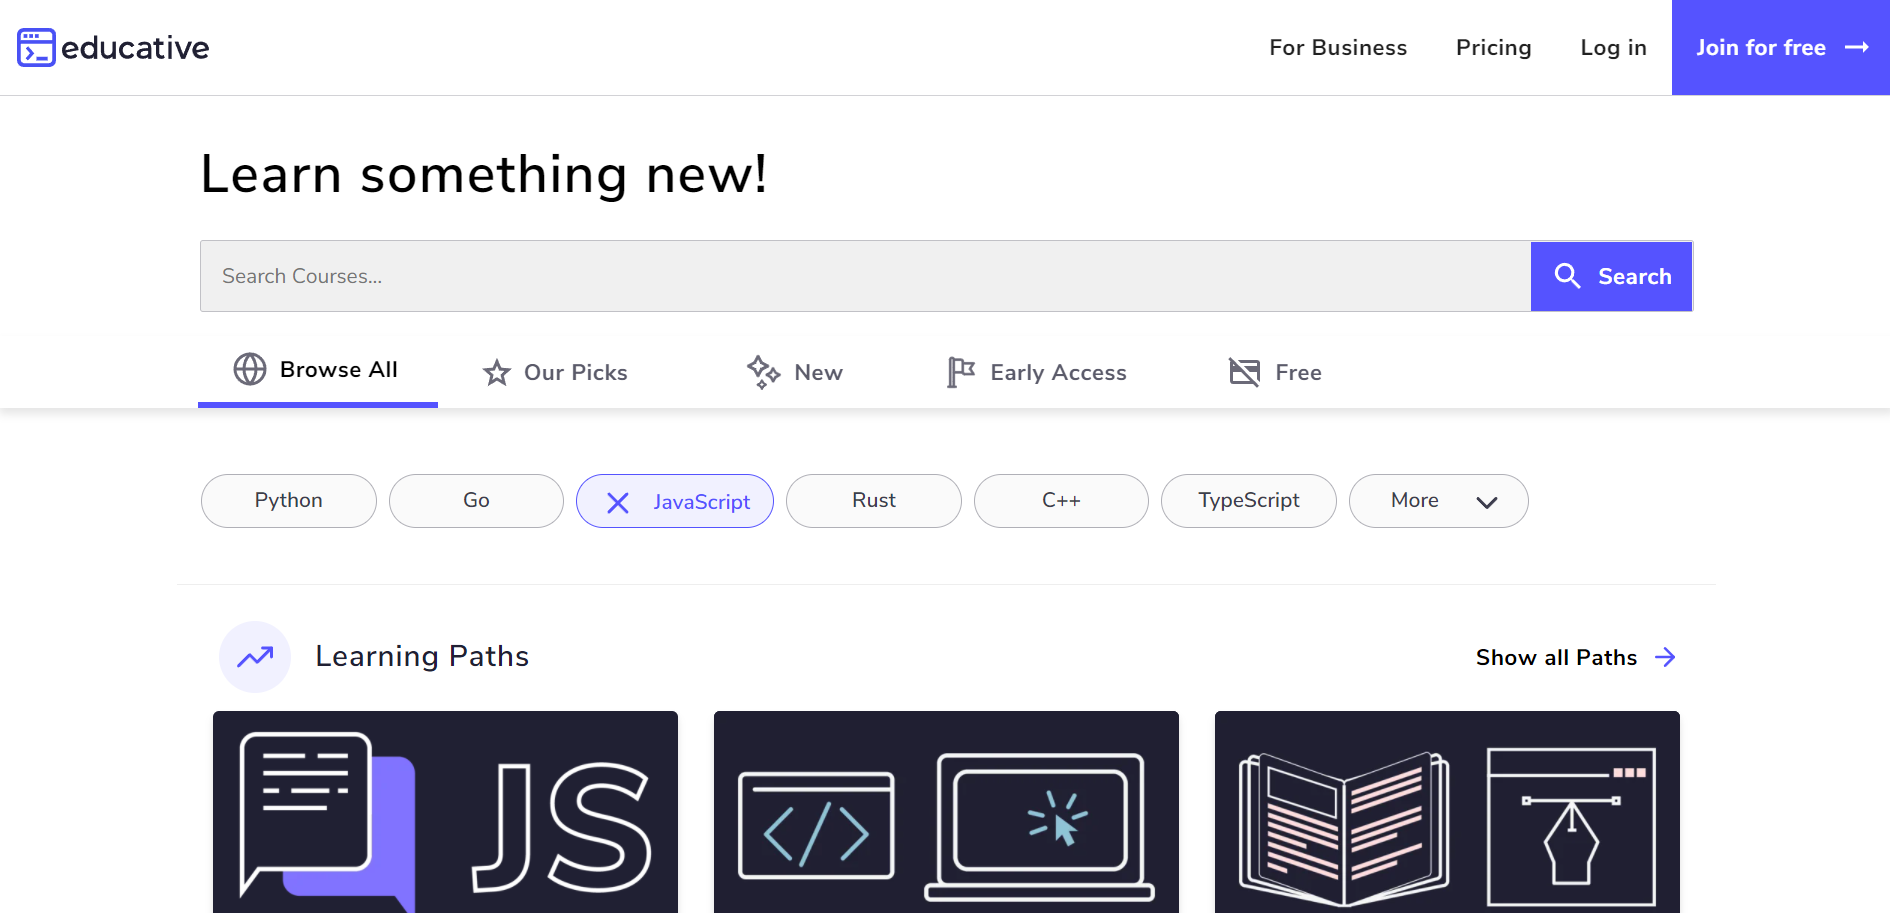 educative
For Business Pricing Log in Join for free
Learn something new!
Search Courses... Search
Browse All Our Picks New Early Access Free
Python Go JavaScript Rust C++ TypeScript More
Learning Paths Show all Paths
JS